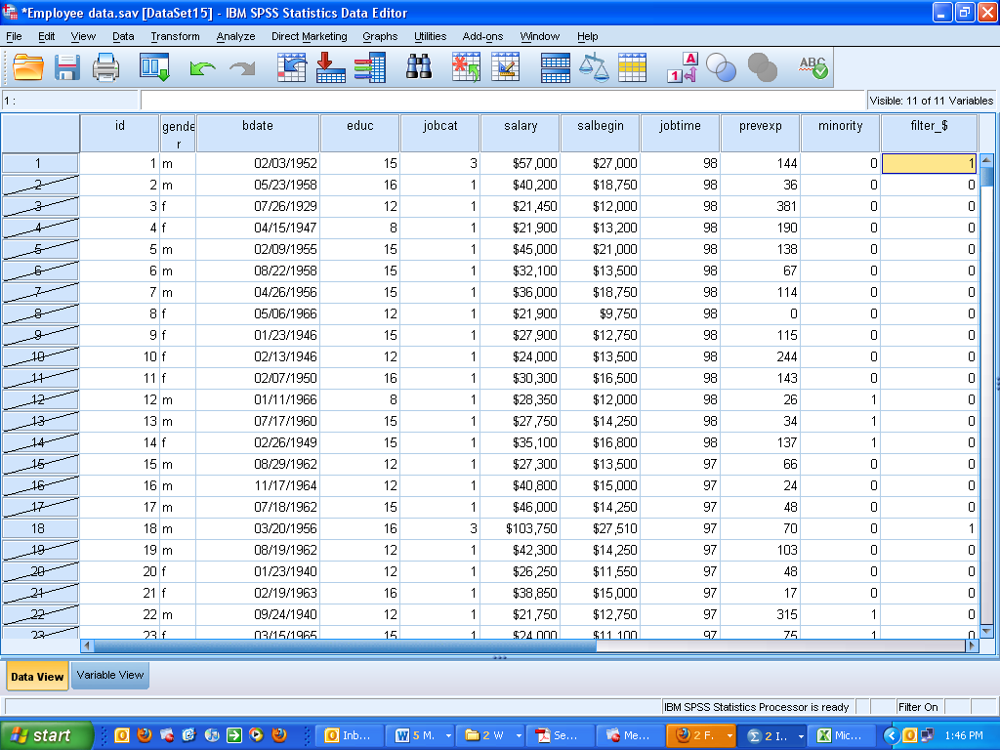 *Employee data.sav [DataSet15] - IBM SPSS Statistics Data Editor
File Edit View Data Transform Analyze Direct Marketing Graphs Utilities Add-ons Window Help
1 A ABC
1 : Visible: 11 of 11 Variables
id gender bdate educ jobcat salary salbegin jobtime prevexp minority filter_$
1 1 m 02/03/1952 15 3 $57,000 $27,000 98 144 0 1
2 2 m 05/23/1958 16 1 $40,200 $18,750 98 36 0 0
3 3 f 07/26/1929 12 1 $21,450 $12,000 98 381 0 0
4 4 f 04/15/1947 8 1 $21,900 $13,200 98 190 0 0
5 5 m 02/09/1955 15 1 $45,000 $21,000 98 138 0 0
6 6 m 08/22/1958 15 1 $32,100 $13,500 98 67 0 0
7 7 m 04/26/1956 15 1 $36,000 $18,750 98 114 0 0
8 8 f 05/06/1966 12 1 $21,900 $9,750 98 0 0 0
9 9 f 01/23/1946 15 1 $27,900 $12,750 98 115 0 0
10 10 f 02/13/1946 12 1 $24,000 $13,500 98 244 0 0
11 11 f 02/07/1950 16 1 $30,300 $16,500 98 143 0 0
12 12 m 01/11/1966 8 1 $28,350 $12,000 98 26 1 0
13 13 m 07/17/1960 15 1 $27,750 $14,250 98 34 1 0
14 14 f 02/26/1949 15 1 $35,100 $16,800 98 137 1 0
15 15 m 08/29/1962 12 1 $27,300 $13,500 97 66 0 0
16 16 m 11/17/1964 12 1 $40,800 $15,000 97 24 0 0
17 17 m 07/18/1962 15 1 $46,000 $14,250 97 48 0 0
18 18 m 03/20/1956 16 3 $103,750 $27,510 97 70 0 1
19 19 m 08/19/1962 12 1 $42,300 $14,250 97 103 0 0
20 20 f 01/23/1940 12 1 $26,250 $11,550 97 48 0 0
21 21 f 02/19/1963 16 1 $38,850 $15,000 97 17 0 0
22 22 m 09/24/1940 12 1 $21,750 $12,750 97 315 1 0
23 23 f 03/15/1965 15 1 $24,000 $11,100 97 75 1 0
Data View Variable View
IBM SPSS Statistics Processor is ready Filter On
start Inb... 5 M. 2 W Se... Me... 2 F. 2 I.. Mic... 1:46 PM